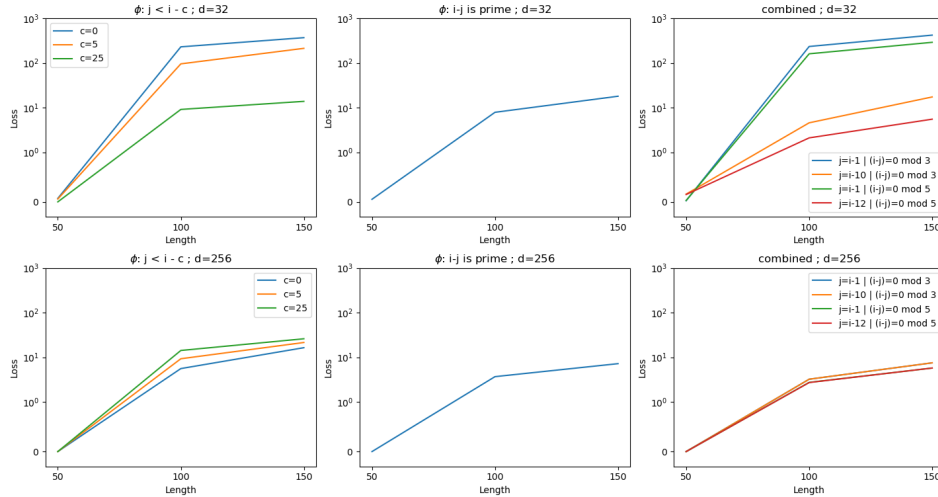 ϕ: j < i - c ; d=32
10³
10²
10¹
10⁰
0
Loss
c=0
c=5
c=25
50 100 150
Length
ϕ: i-j is prime ; d=32
10³
10²
10¹
10⁰
0
Loss
50 100 150
Length
combined ; d=32
10³
10²
10¹
10⁰
0
Loss
j=i-1 | (i-j)=0 mod 3
j=i-10 | (i-j)=0 mod 3
j=i-1 | (i-j)=0 mod 5
j=i-12 | (i-j)=0 mod 5
50 100 150
Length
ϕ: j < i - c ; d=256
10³
10²
10¹
10⁰
0
Loss
c=0
c=5
c=25
50 100 150
Length
ϕ: i-j is prime ; d=256
10³
10²
10¹
10⁰
0
Loss
50 100 150
Length
combined ; d=256
10³
10²
10¹
10⁰
0
Loss
j=i-1 | (i-j)=0 mod 3
j=i-10 | (i-j)=0 mod 3
j=i-1 | (i-j)=0 mod 5
j=i-12 | (i-j)=0 mod 5
50 100 150
Length